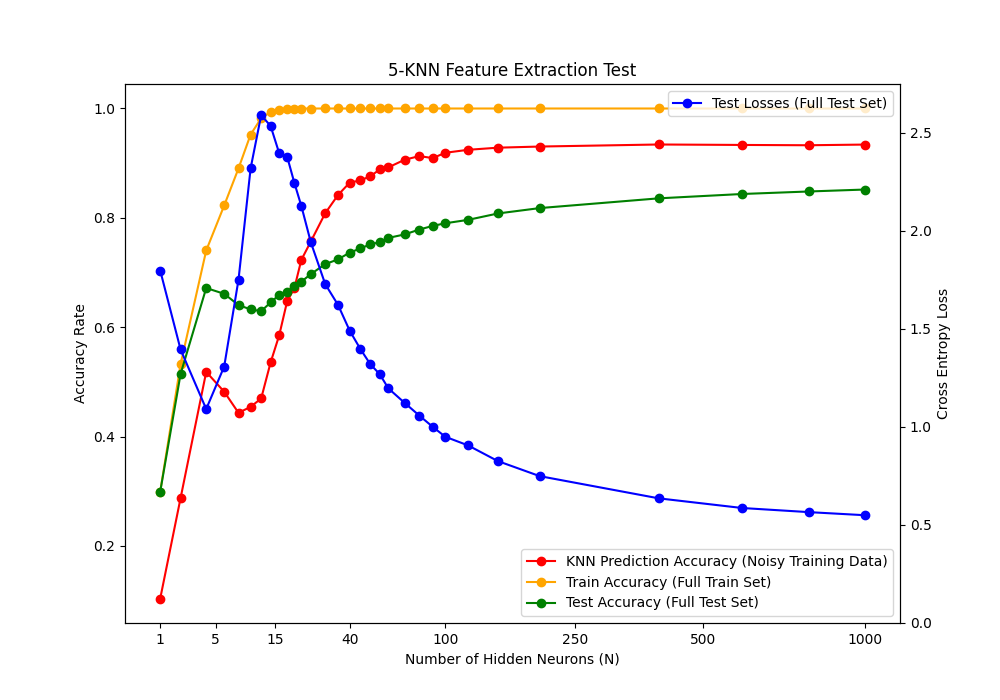 5-KNN Feature Extraction Test
Test Losses (Full Test Set)
1.0
0.8
0.6
0.4
0.2
Accuracy Rate
2.5
2.0
1.5
1.0
0.5
0.0
Cross Entropy Loss
KNN Prediction Accuracy (Noisy Training Data)
Train Accuracy (Full Train Set)
Test Accuracy (Full Test Set)
1 5 15 40 100 250 500 1000
Number of Hidden Neurons (N)